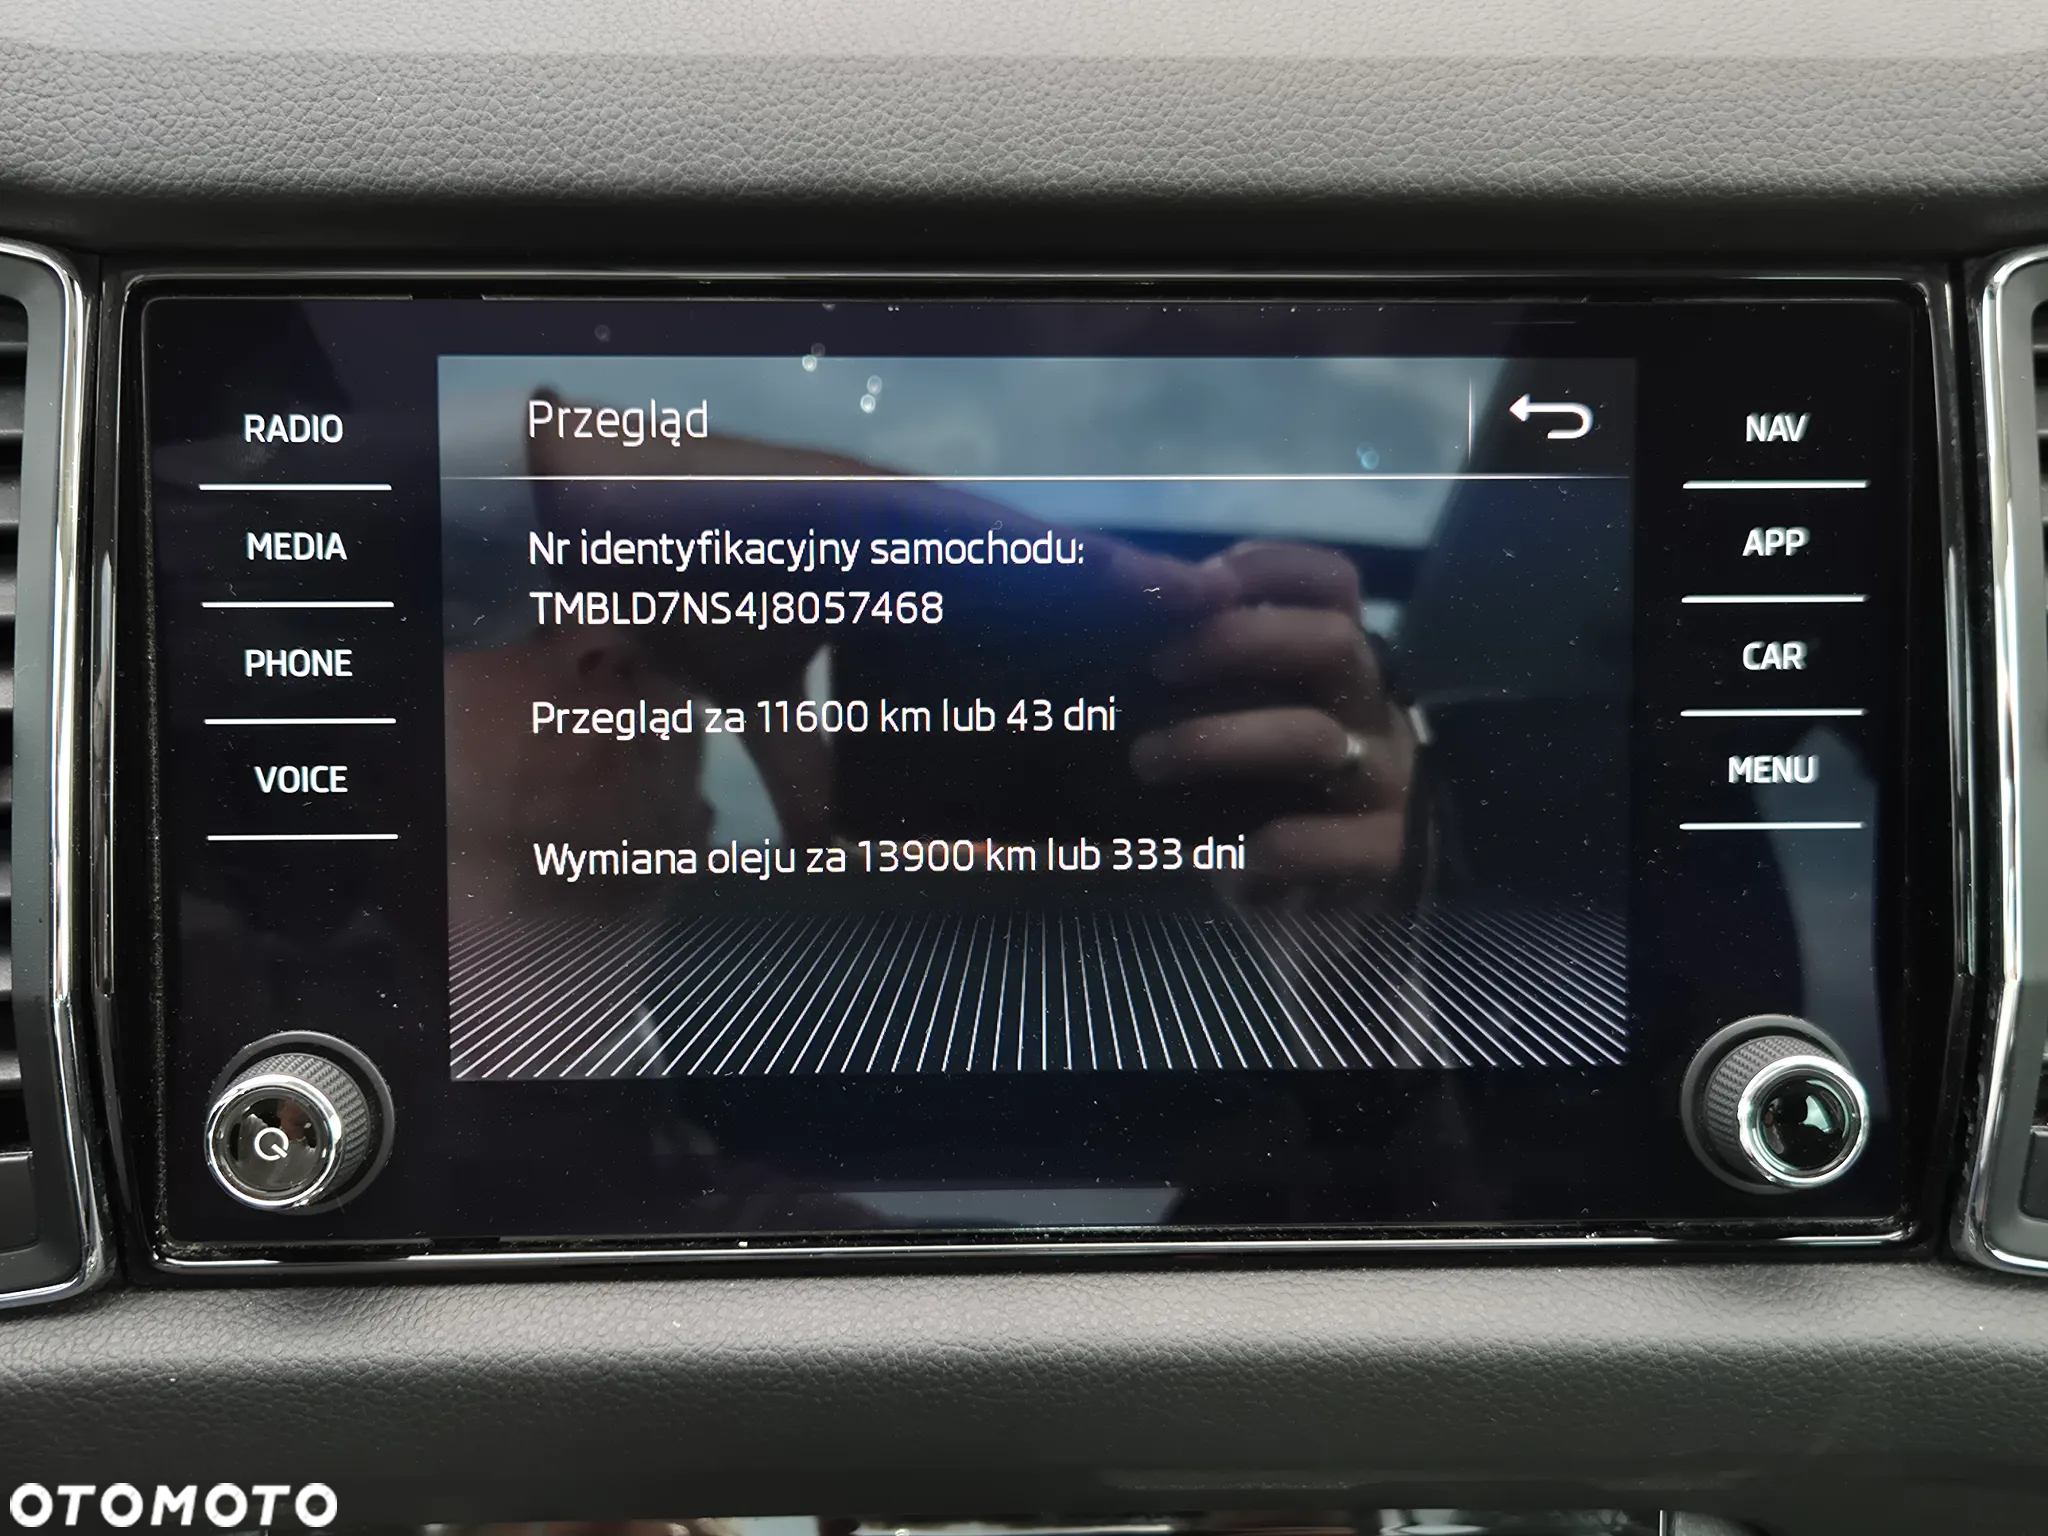 Przegląd
RADIO
MEDIA
PHONE
VOICE
Nr identyfikacyjny samochodu:
TMBLD7NS4J8057468
Przegląd za 11600 km lub 43 dni
Wymiana oleju za 13900 km lub 333 dni
NAV
APP
CAR
MENU
OTOMOTO